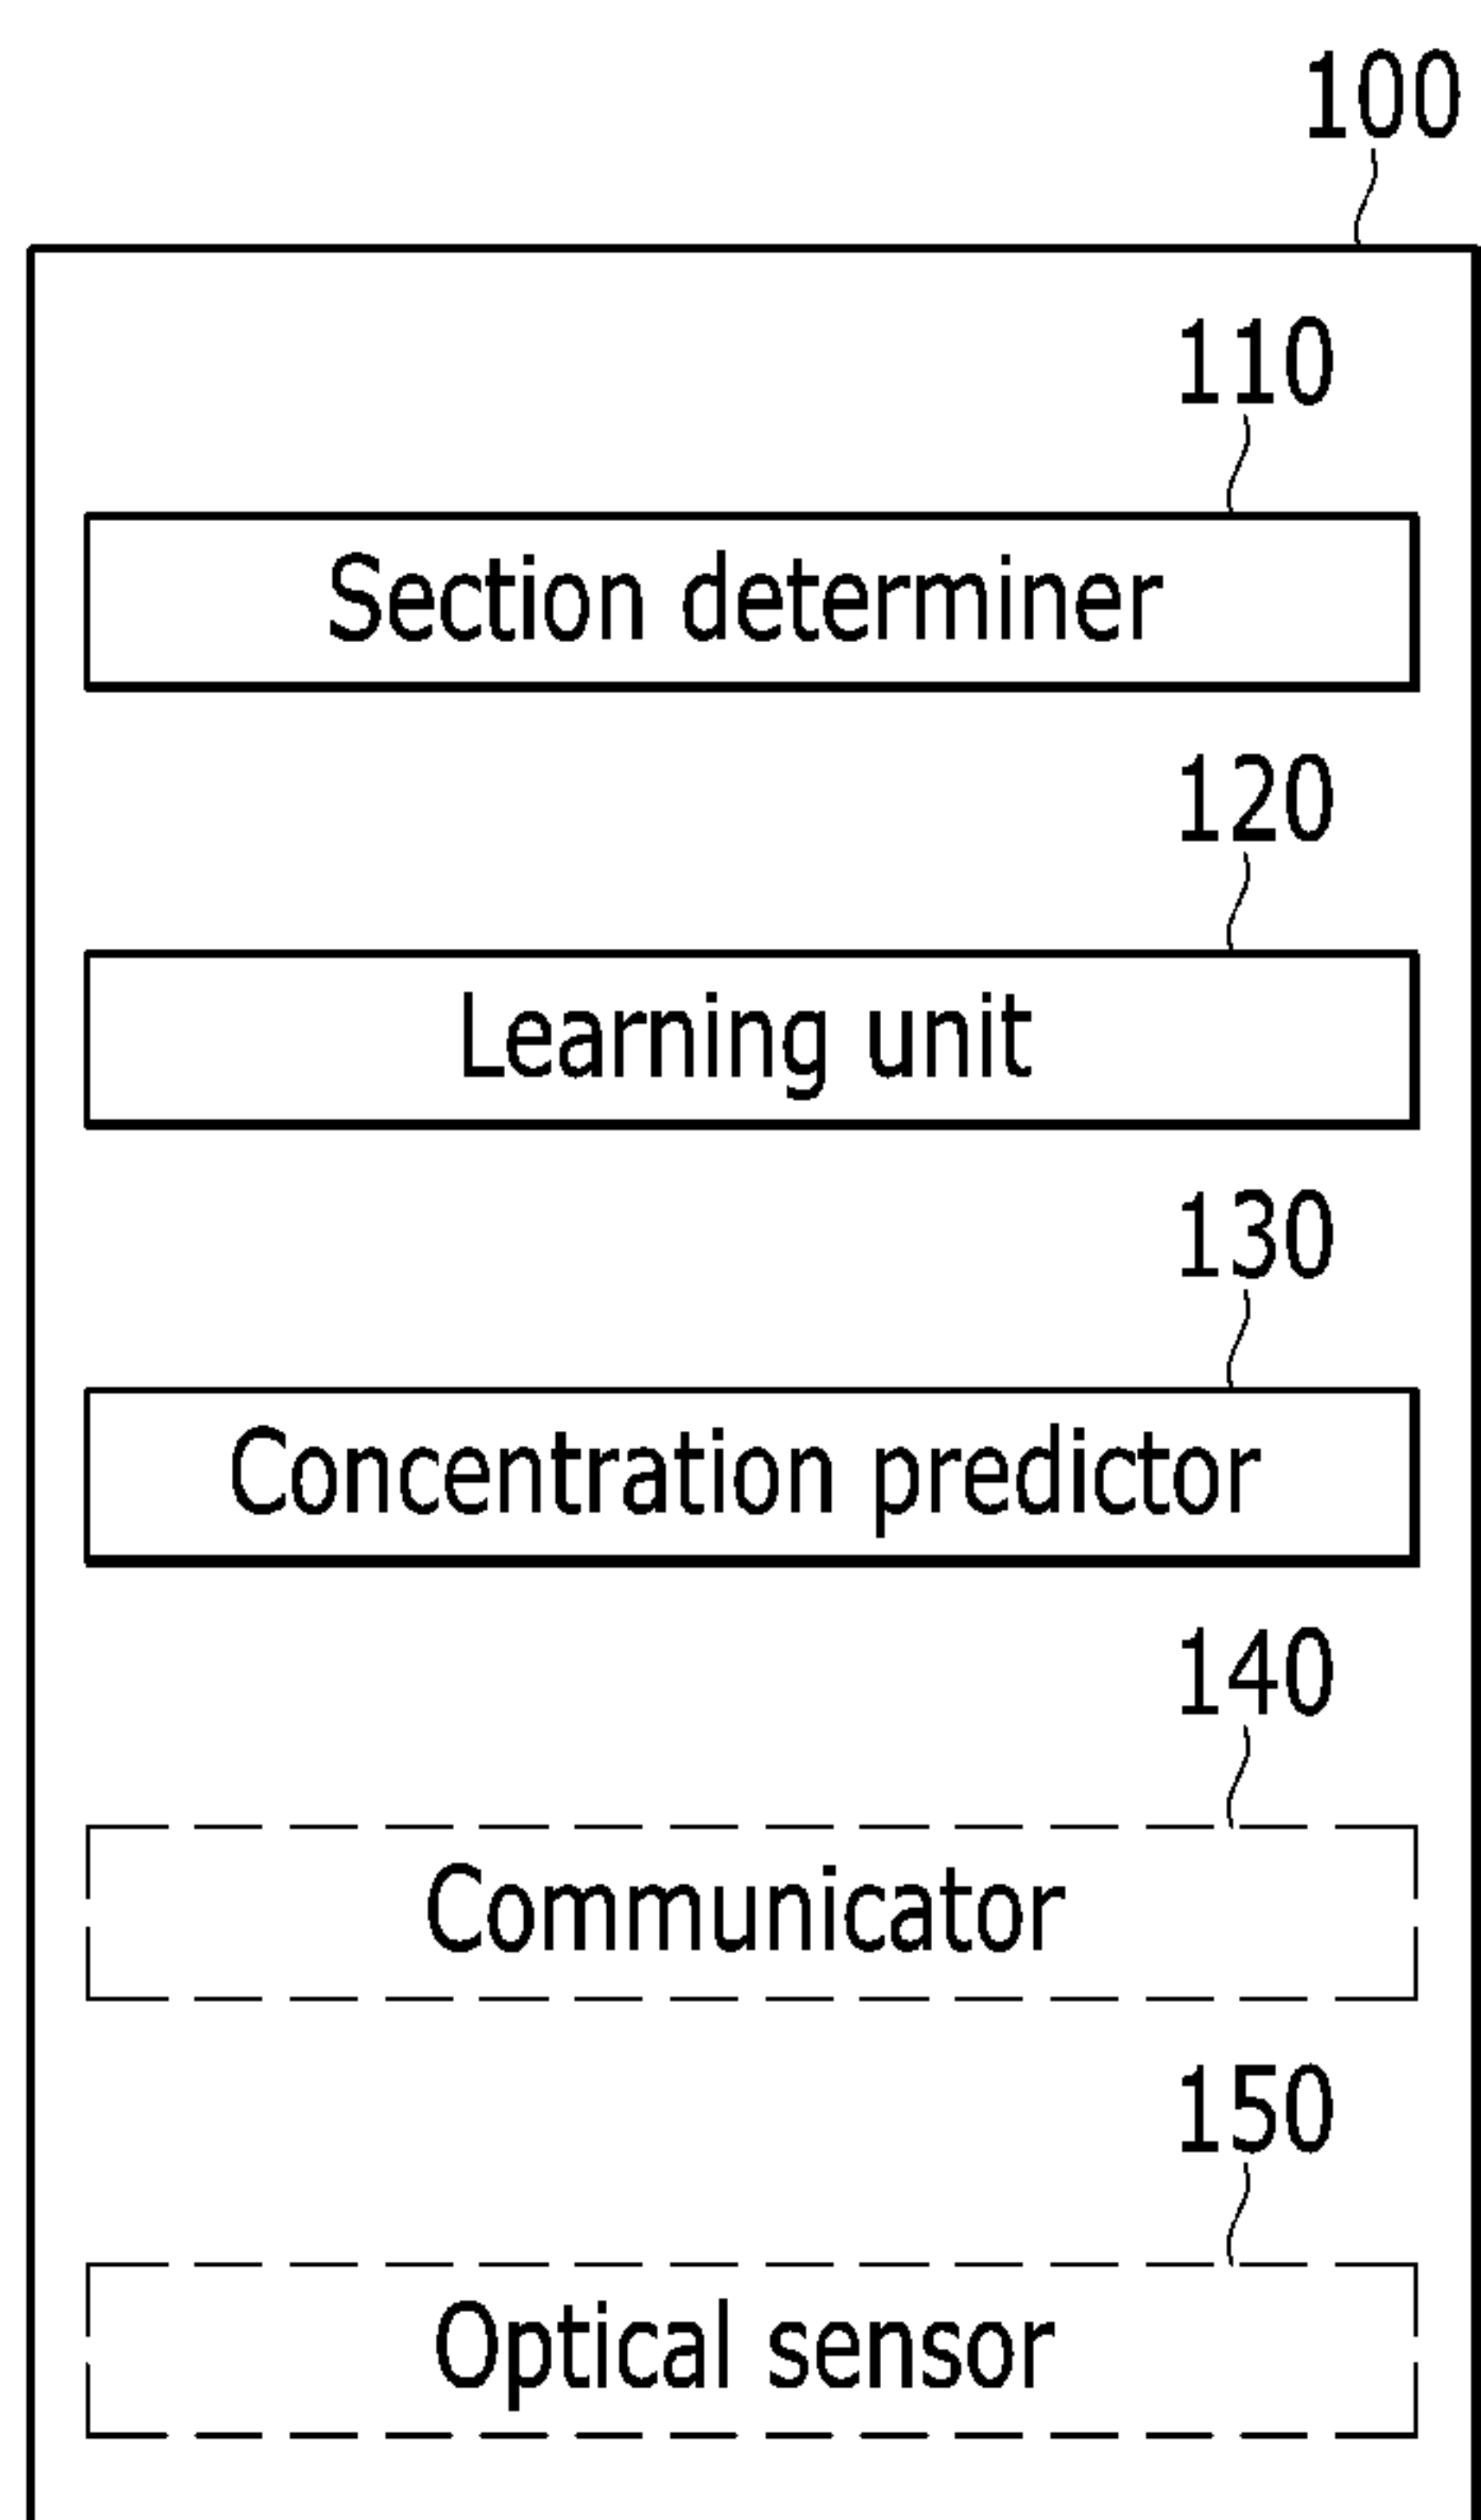 100
110
Section determiner
120
Learning unit
130
Concentration predictor
140
Communicator
150
Optical sensor